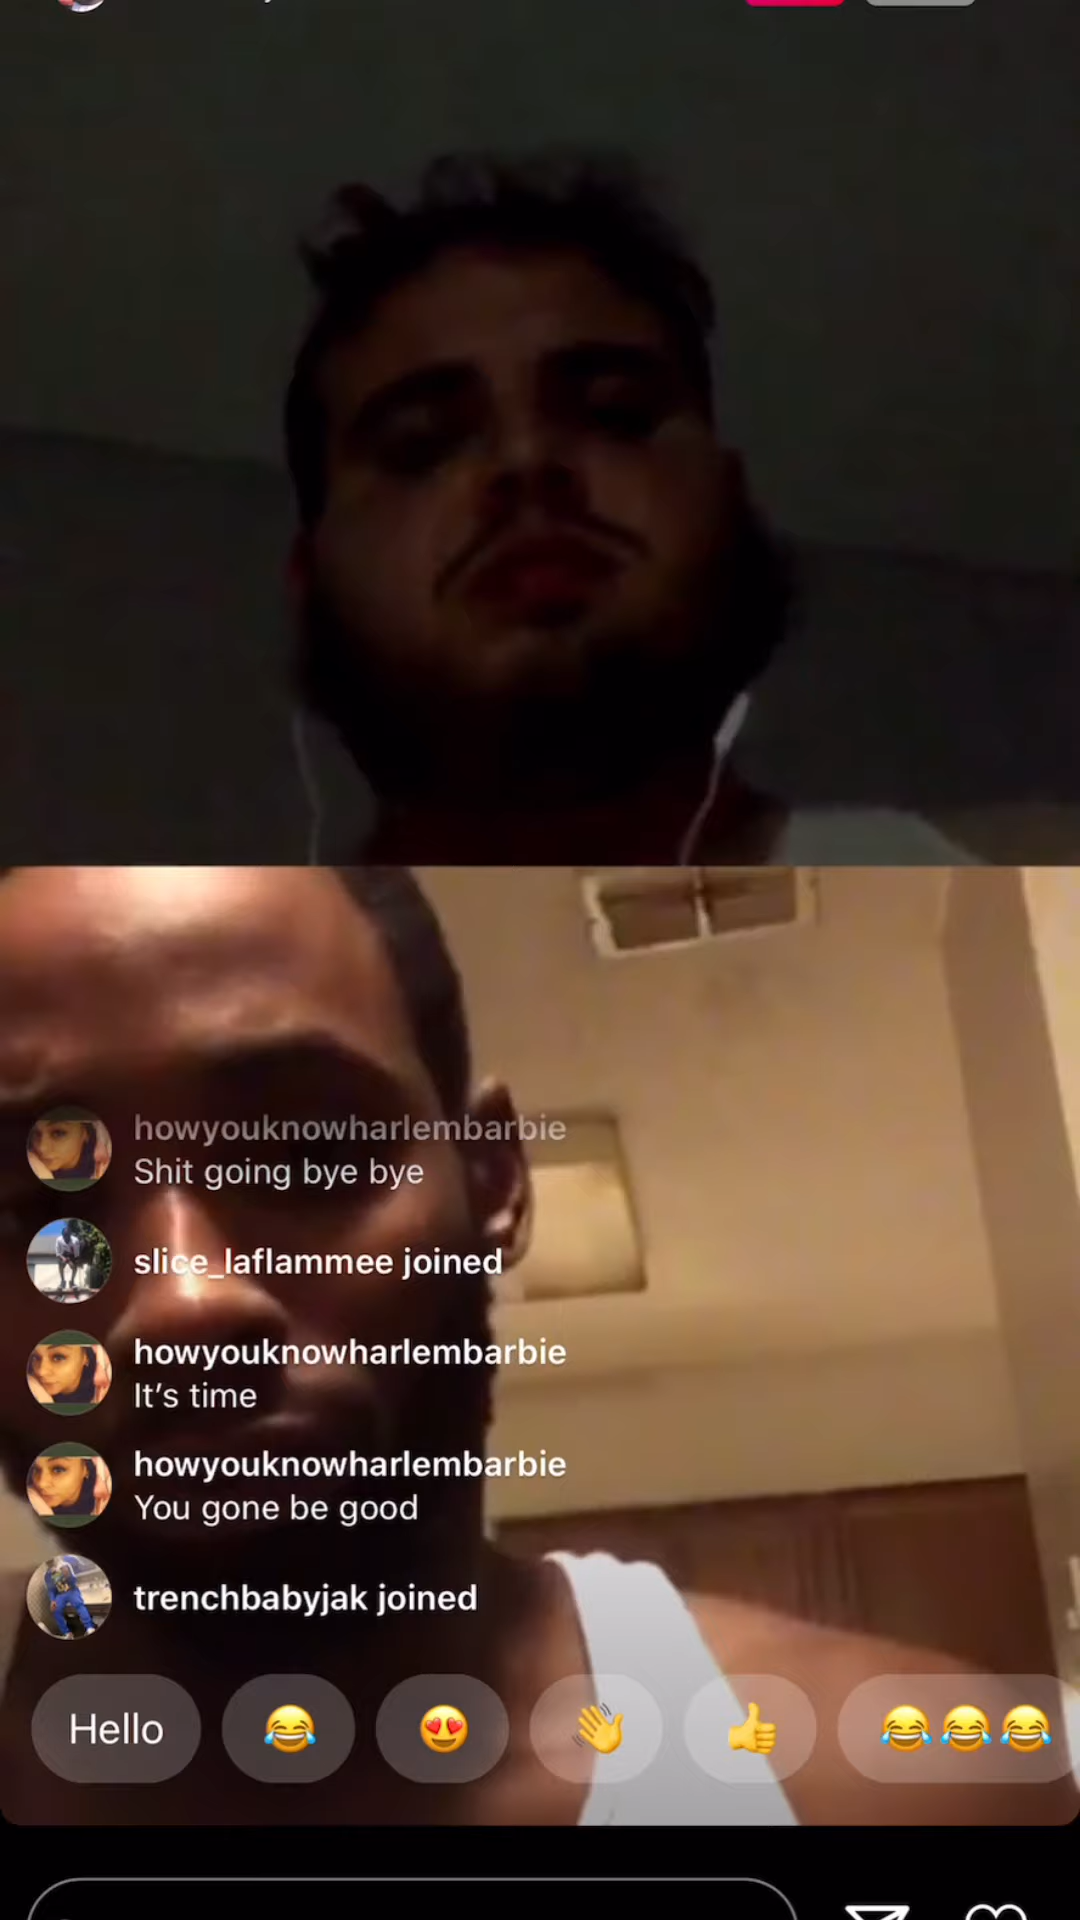 howyouknowharlembarbie
Shit going bye bye
slice_laflammee joined
howyouknowharlembarbie
It’s time
howyouknowharlembarbie
You gone be good
trenchbabyjak joined
Hello